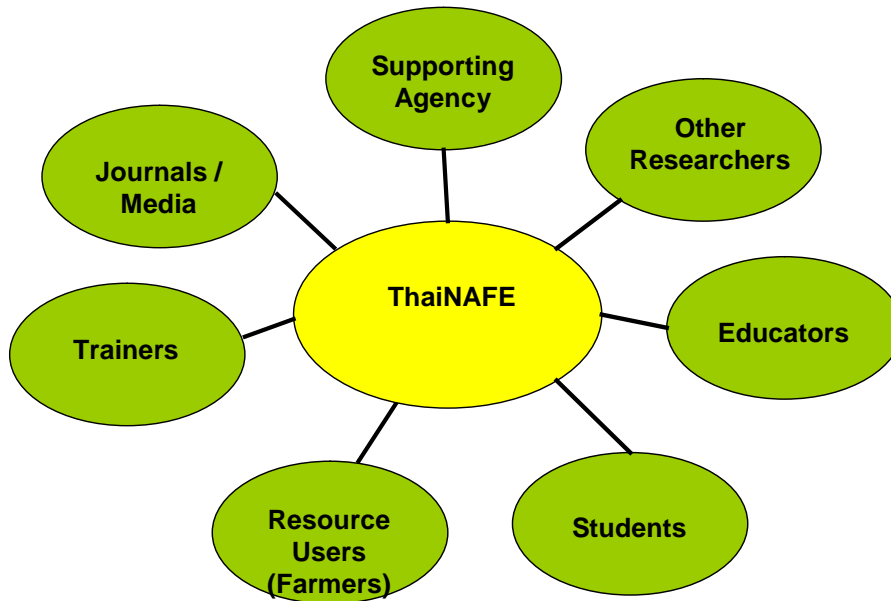 Supporting
Agency
Other
Researchers
Journals /
Media
ThaiNAFE
Educators
Trainers
Resource
Users
(Farmers)
Students